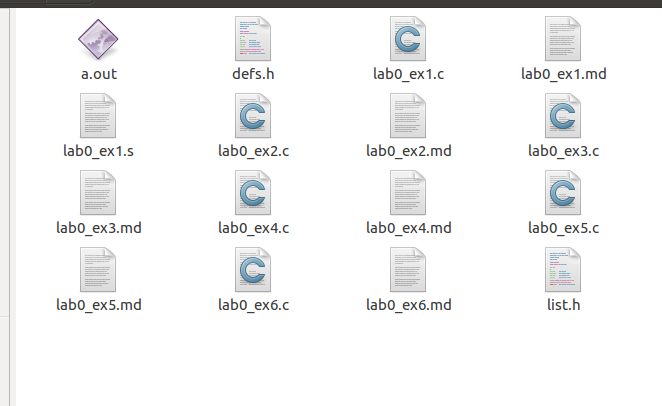 a.out defs.h lab0_ex1.c lab0_ex1.md
lab0_ex1.s lab0_ex2.c lab0_ex2.md lab0_ex3.c
lab0_ex3.md lab0_ex4.c lab0_ex4.md lab0_ex5.c
lab0_ex5.md lab0_ex6.c lab0_ex6.md list.h